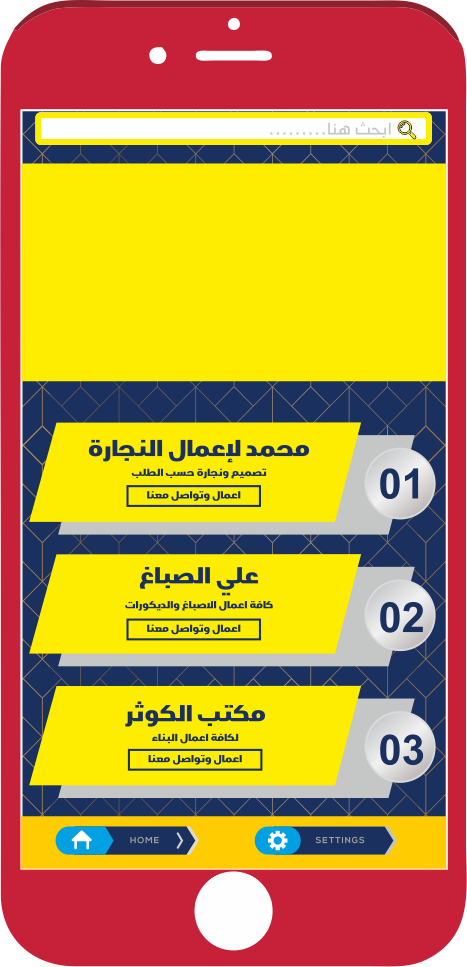 ابحث هنا.........
محمد لإعمال النجارة
تصميم ونجارة حسب الطلب
اعمال وتواصل معنا
01
علي الصباغ
كافة اعمال الاصباغ والديكورات
اعمال وتواصل معنا
02
مكتب الكوثر
لكافة اعمال البناء
اعمال وتواصل معنا
03
HOME
SETTINGS